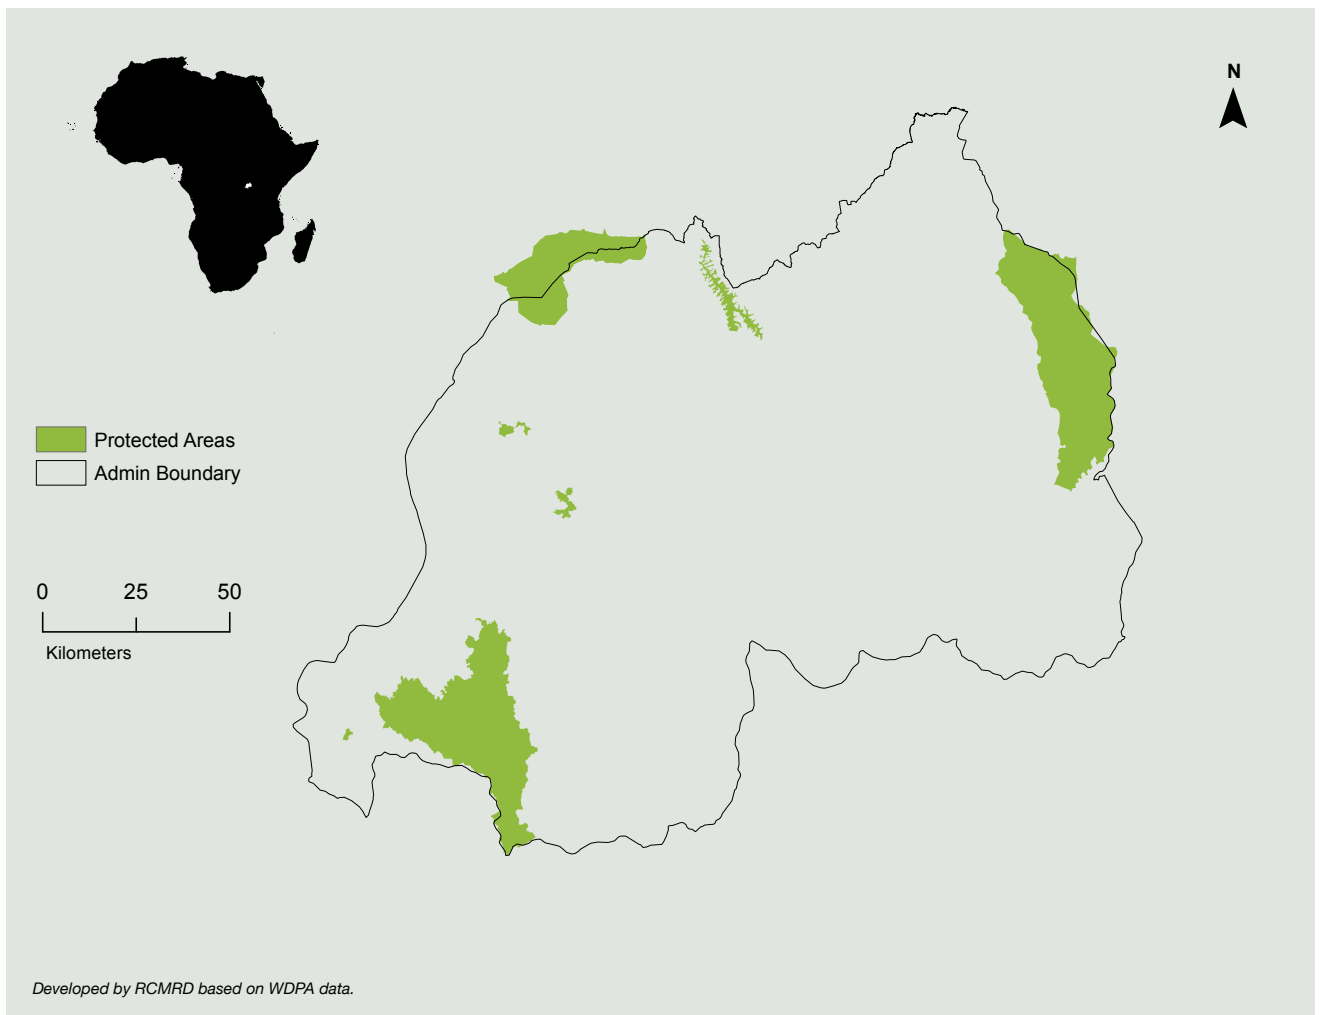 N
Protected Areas
Admin Boundary
0 25 50
Kilometers
Developed by RCMRD based on WDPA data.